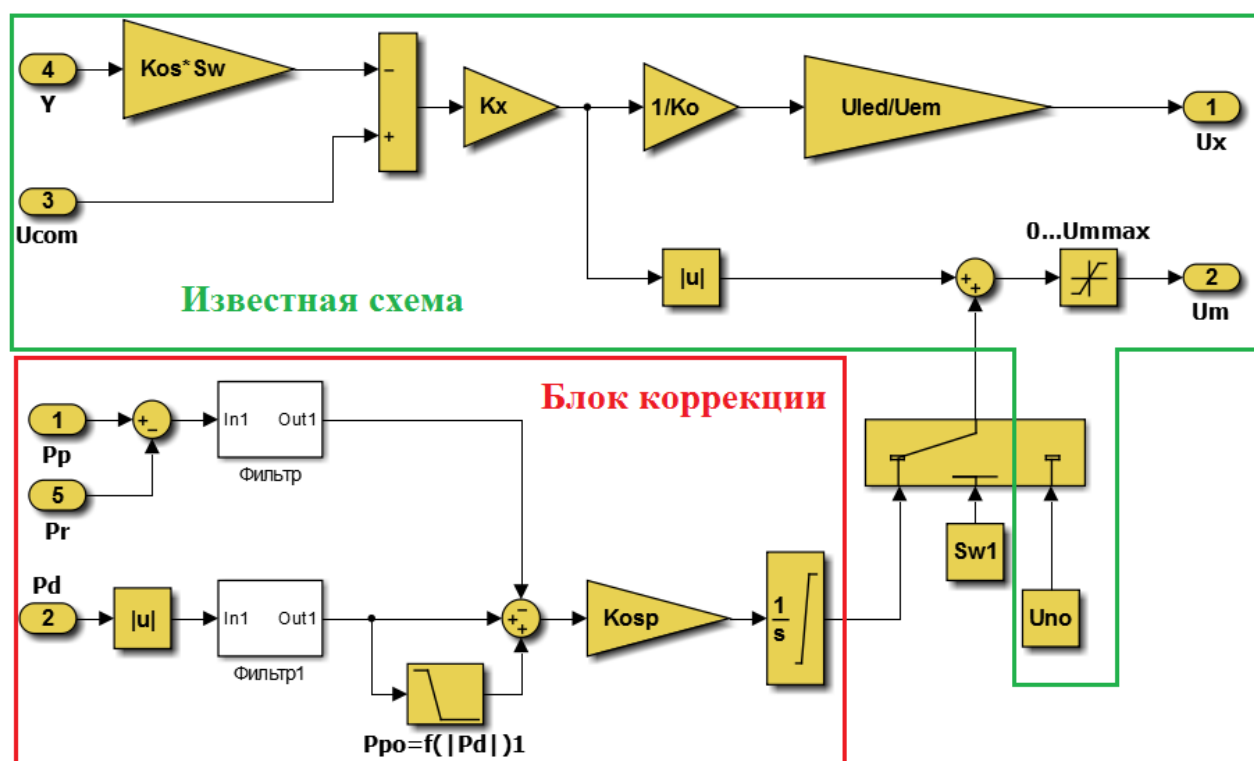 4
Y
Kos* Sw
−
+
Kx
1/Ko
Uled/Uem
1
Ux
3
Ucom
Известная схема
|u|
+
+
0...Ummax
2
Um
Блок коррекции
1
Pp
+
−
In1 Out1
Фильтр
5
Pr
Pd
2
|u|
In1 Out1
Фильтр1
−
+
+
Ppo=f(|Pd|)1
Kosp
1
s
Sw1
Uno